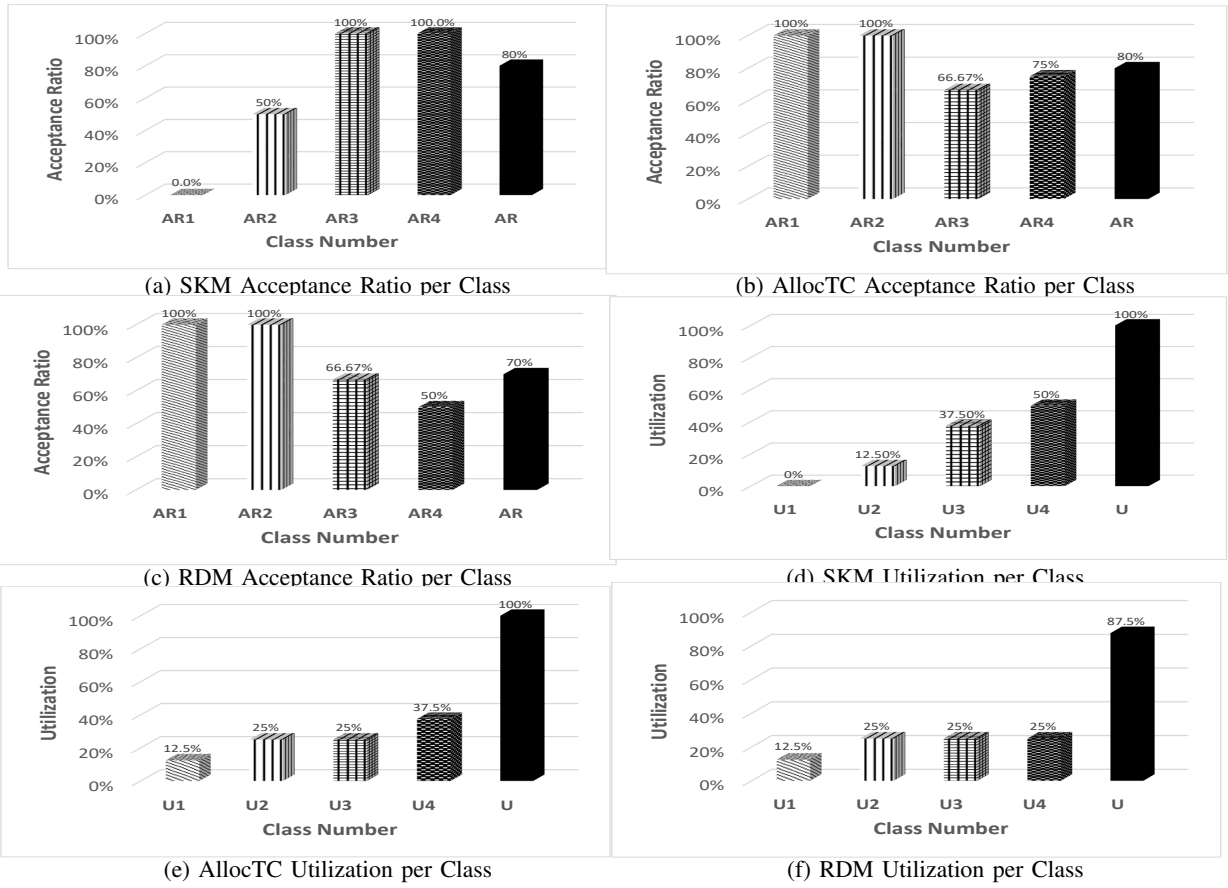 100%
80%
60%
40%
20%
0%
Acceptance Ratio
0.0%
50%
100%
100.0%
80%
AR1 AR2 AR3 AR4 AR
Class Number
(a) SKM Acceptance Ratio per Class
100%
80%
60%
40%
20%
0%
Acceptance Ratio
100%
100%
66.67%
75%
80%
AR1 AR2 AR3 AR4 AR
Class Number
(b) AllocTC Acceptance Ratio per Class
100%
80%
60%
40%
20%
0%
Acceptance Ratio
100%
100%
66.67%
50%
70%
AR1 AR2 AR3 AR4 AR
Class Number
(c) RDM Acceptance Ratio per Class
100%
80%
60%
40%
20%
0%
Utilization
0%
12.50%
37.50%
50%
100%
U1 U2 U3 U4 U
Class Number
(d) SKM Utilization per Class
100%
80%
60%
40%
20%
0%
Utilization
12.5%
25%
25%
37.5%
100%
U1 U2 U3 U4 U
Class Number
(e) AllocTC Utilization per Class
100%
80%
60%
40%
20%
0%
Utilization
12.5%
25%
25%
25%
87.5%
U1 U2 U3 U4 U
Class Number
(f) RDM Utilization per Class